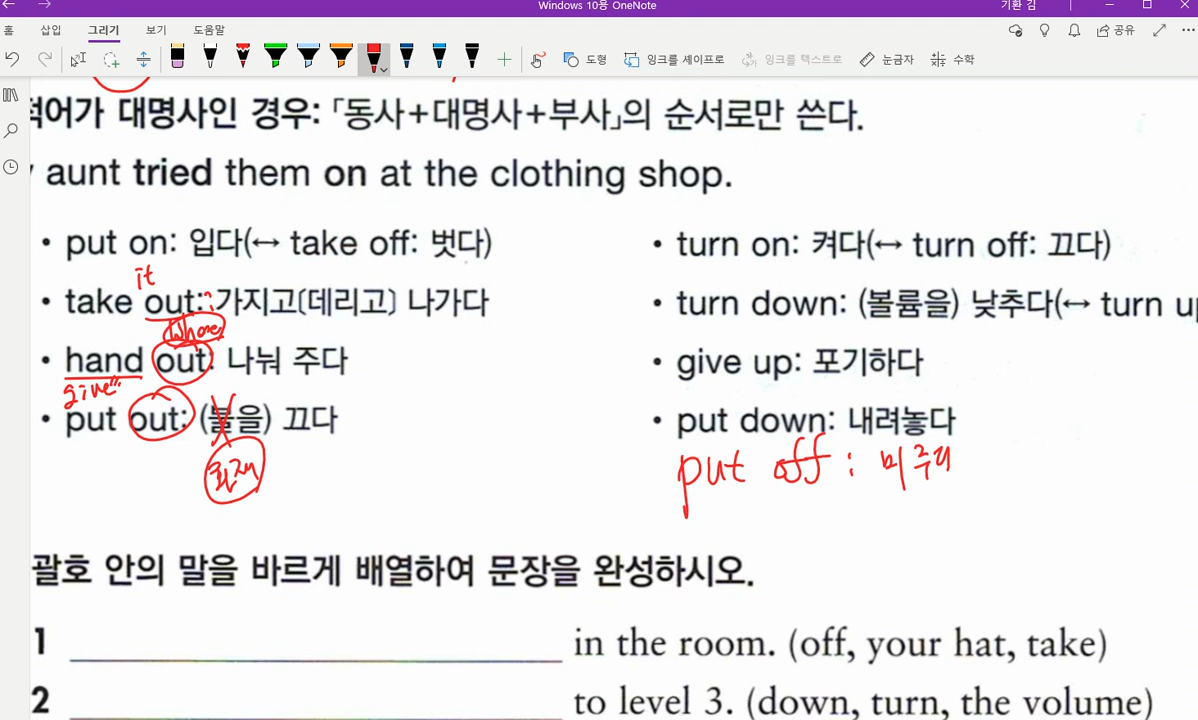 Windows 10용 OneNote
기환 김
홈 삽입 그리기 보기 도움말
공유
도형 잉크를 셰이프로 잉크를 텍스트로 눈금자 수학
적어가 대명사인 경우: 「동사+대명사+부사」의 순서로만 쓴다.
aunt tried them on at the clothing shop.
• put on: 입다(↔ take off: 벗다)
• turn on: 켜다(↔ turn off: 끄다)
it
• take out: 가지고〔데리고〕 나가다
• turn down: (볼륨을) 낮추다(↔ turn up
• hand out: 나눠 주다
• give up: 포기하다
give
• put out: (불을) 끄다
• put down: 내려놓다
화재
put off :
괄호 안의 말을 바르게 배열하여 문장을 완성하시오.
1 in the room. (off, your hat, take)
2 to level 3. (down, turn, the volume)